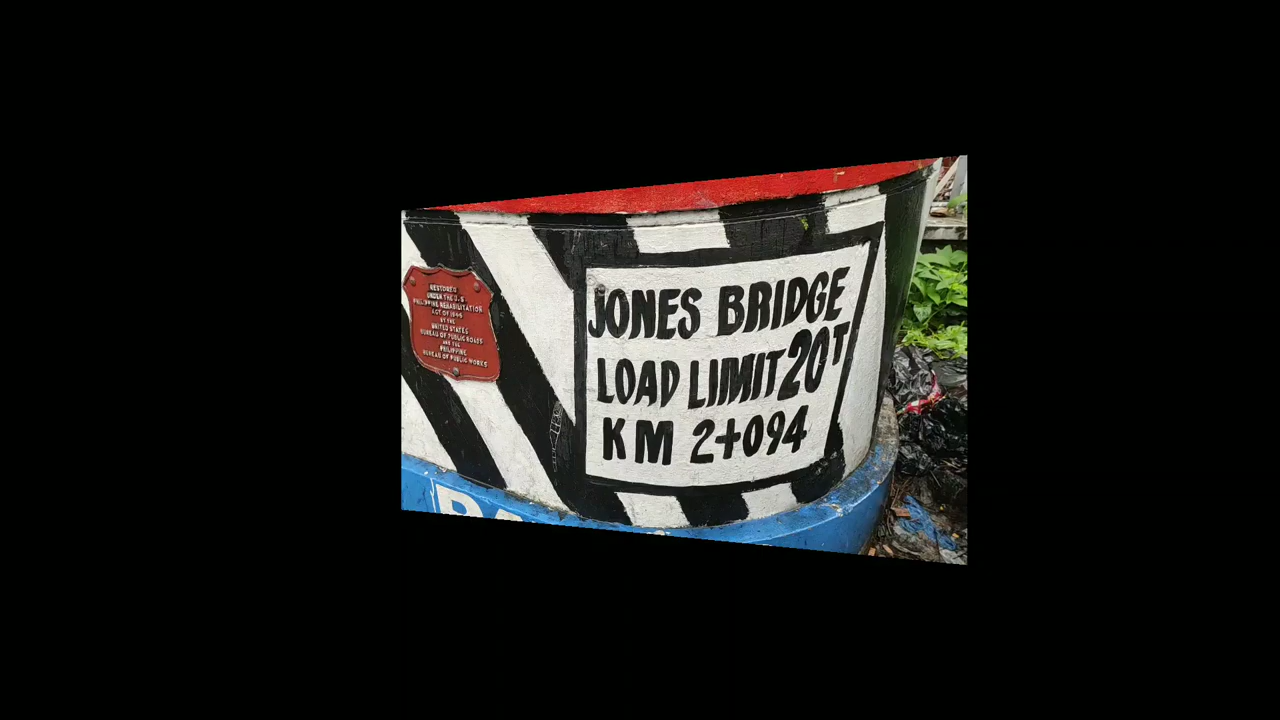 RESTORED
UNDER THE U.S
PHILIPPINE REHABILITATION
ACT OF 1946
BY THE
UNITED STATES
BUREAU OF PUBLIC ROADS
AND THE
PHILIPPINE
BUREAU OF PUBLIC WORKS
JONES BRIDGE
LOAD LIMIT 20T
KM 2+094